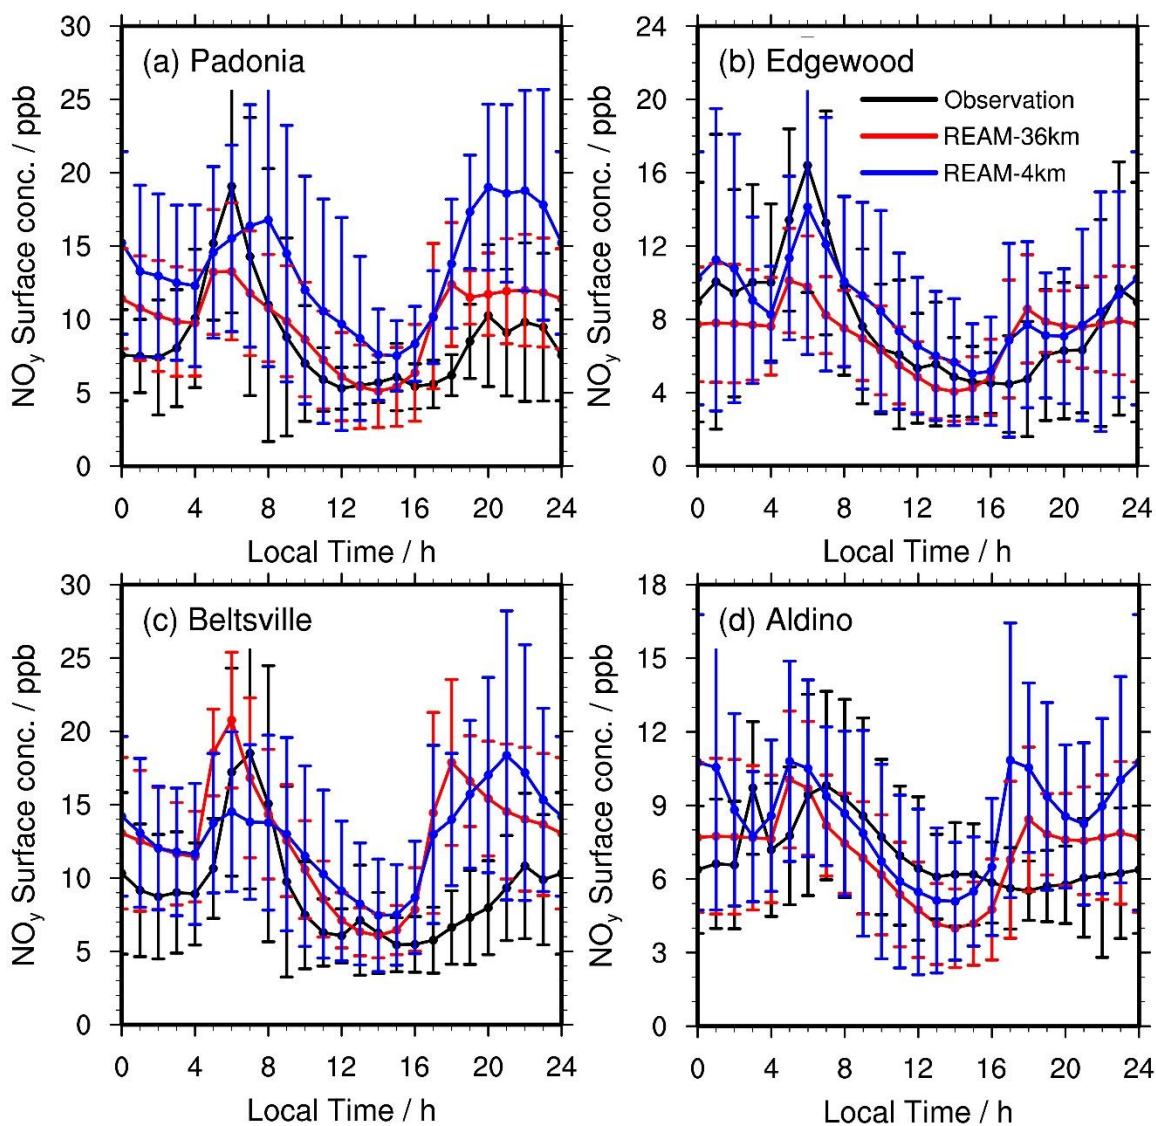 (a) Padonia
NOy Surface conc. / ppb
30
25
20
15
10
5
0
0 4 8 12 16 20 24
Local Time / h
(b) Edgewood
Observation
REAM-36km
REAM-4km
NOy Surface conc. / ppb
24
20
16
12
8
4
0
0 4 8 12 16 20 24
Local Time / h
(c) Beltsville
NOy Surface conc. / ppb
30
25
20
15
10
5
0
0 4 8 12 16 20 24
Local Time / h
(d) Aldino
NOy Surface conc. / ppb
18
15
12
9
6
3
0
0 4 8 12 16 20 24
Local Time / h